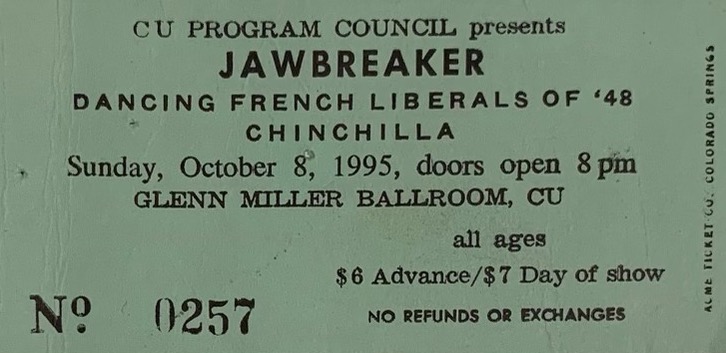 CU PROGRAM COUNCIL presents
JAWBREAKER
DANCING FRENCH LIBERALS OF '48
CHINCHILLA
Sunday, October 8, 1995, doors open 8 pm
GLENN MILLER BALLROOM, CU
all ages
$6 Advance/$7 Day of show
Nº. 0257
NO REFUNDS OR EXCHANGES
ACME TICKET CO. COLORADO SPRINGS